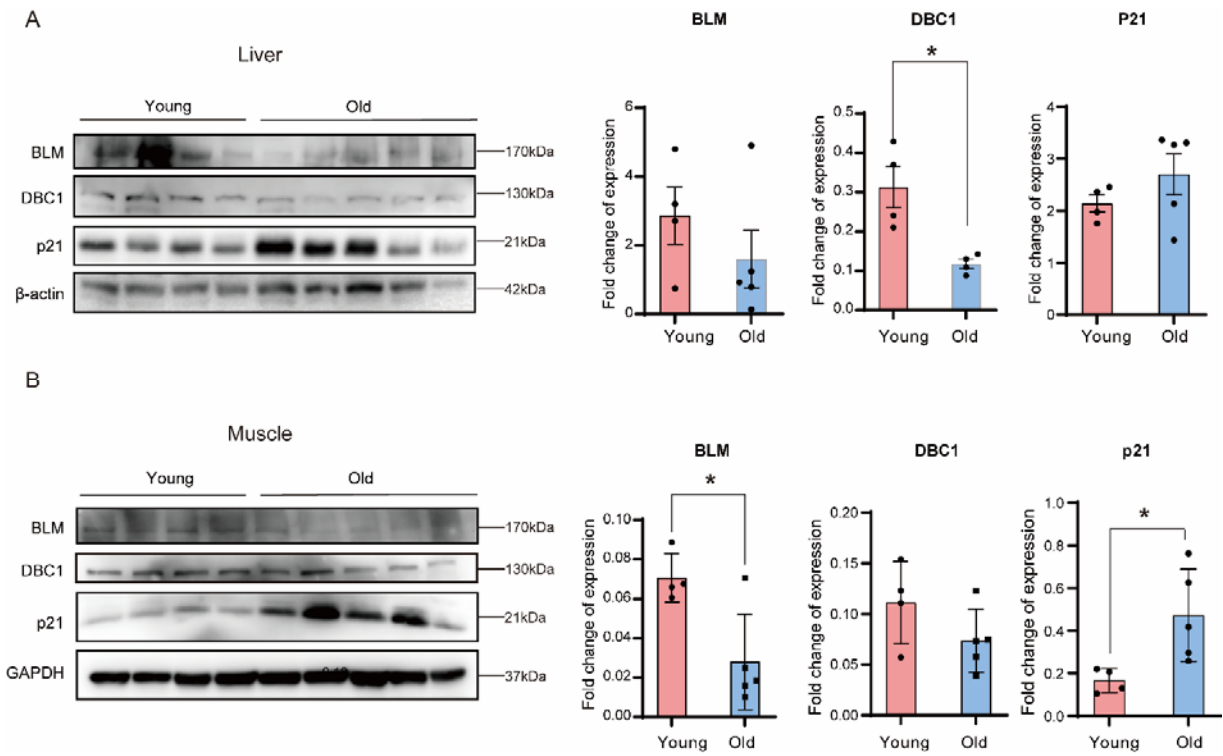 A
Liver
Young Old
BLM 170kDa
DBC1 130kDa
p21 21kDa
β-actin 42kDa
BLM
Fold change of expression
6
4
2
0
Young Old
DBC1
*
Fold change of expression
0.5
0.4
0.3
0.2
0.1
0.0
Young Old
P21
Fold change of expression
4
3
2
1
0
Young Old
B
Muscle
Young Old
BLM 170kDa
DBC1 130kDa
p21 21kDa
GAPDH 37kDa
BLM
*
Fold change of expression
0.10
0.08
0.06
0.04
0.02
0.00
Young Old
DBC1
Fold change of expression
0.20
0.15
0.10
0.05
0.00
Young Old
p21
*
Fold change of expression
1.0
0.8
0.6
0.4
0.2
0.0
Young Old